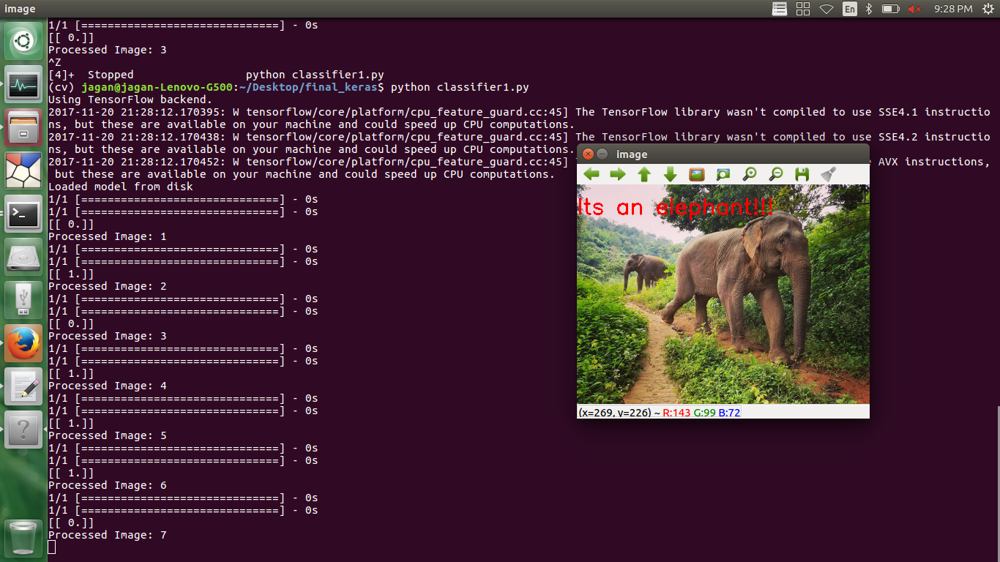 image
En
9:28 PM
1/1 [==============================] - 0s
[[ 0.]]
Processed Image: 3
^Z
[4]+  Stopped                 python classifier1.py
(cv) jagan@jagan-Lenovo-G500:~/Desktop/final_keras$ python classifier1.py
Using TensorFlow backend.
2017-11-20 21:28:12.170395: W tensorflow/core/platform/cpu_feature_guard.cc:45] The TensorFlow library wasn't compiled to use SSE4.1 instructio
ns, but these are available on your machine and could speed up CPU computations.
2017-11-20 21:28:12.170438: W tensorflow/core/platform/cpu_feature_guard.cc:45] The TensorFlow library wasn't compiled to use SSE4.2 instructio
ns, but these are available on your machine and could speed up CPU computations.
2017-11-20 21:28:12.170452: W tensorflow/core/platform/cpu_feature_guard.cc:45] AVX instructions,
 but these are available on your machine and could speed up CPU computations.
Loaded model from disk
1/1 [==============================] - 0s
1/1 [==============================] - 0s
[[ 0.]]
Processed Image: 1
1/1 [==============================] - 0s
1/1 [==============================] - 0s
[[ 1.]]
Processed Image: 2
1/1 [==============================] - 0s
1/1 [==============================] - 0s
[[ 0.]]
Processed Image: 3
1/1 [==============================] - 0s
1/1 [==============================] - 0s
[[ 1.]]
Processed Image: 4
1/1 [==============================] - 0s
1/1 [==============================] - 0s
[[ 1.]]
Processed Image: 5
1/1 [==============================] - 0s
1/1 [==============================] - 0s
[[ 1.]]
Processed Image: 6
1/1 [==============================] - 0s
1/1 [==============================] - 0s
[[ 0.]]
Processed Image: 7
image
Its an elephant!!!
(x=269, y=226) ~ R:143 G:99 B:72